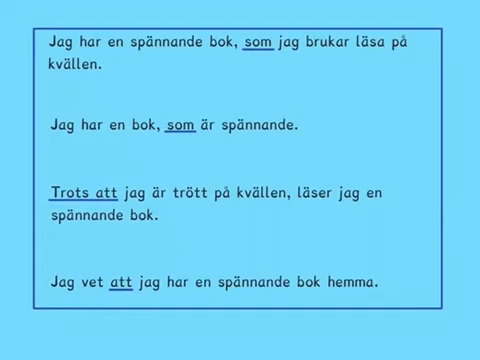 Jag har en spännande bok, som jag brukar läsa på
kvällen.
Jag har en bok, som är spännande.
Trots att jag är trött på kvällen, läser jag en
spännande bok.
Jag vet att jag har en spännande bok hemma.